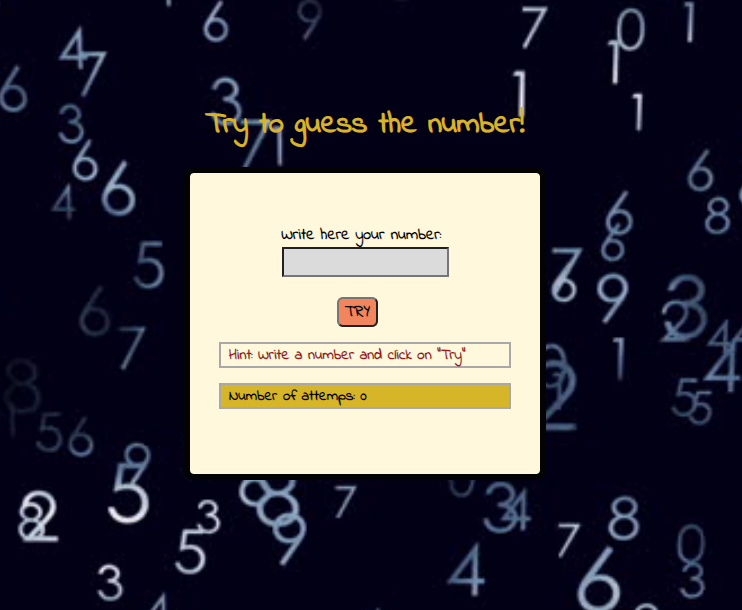 Try to guess the number!
Write here your number:
TRY
Hint: Write a number and click on "Try"
Number of attemps: 0